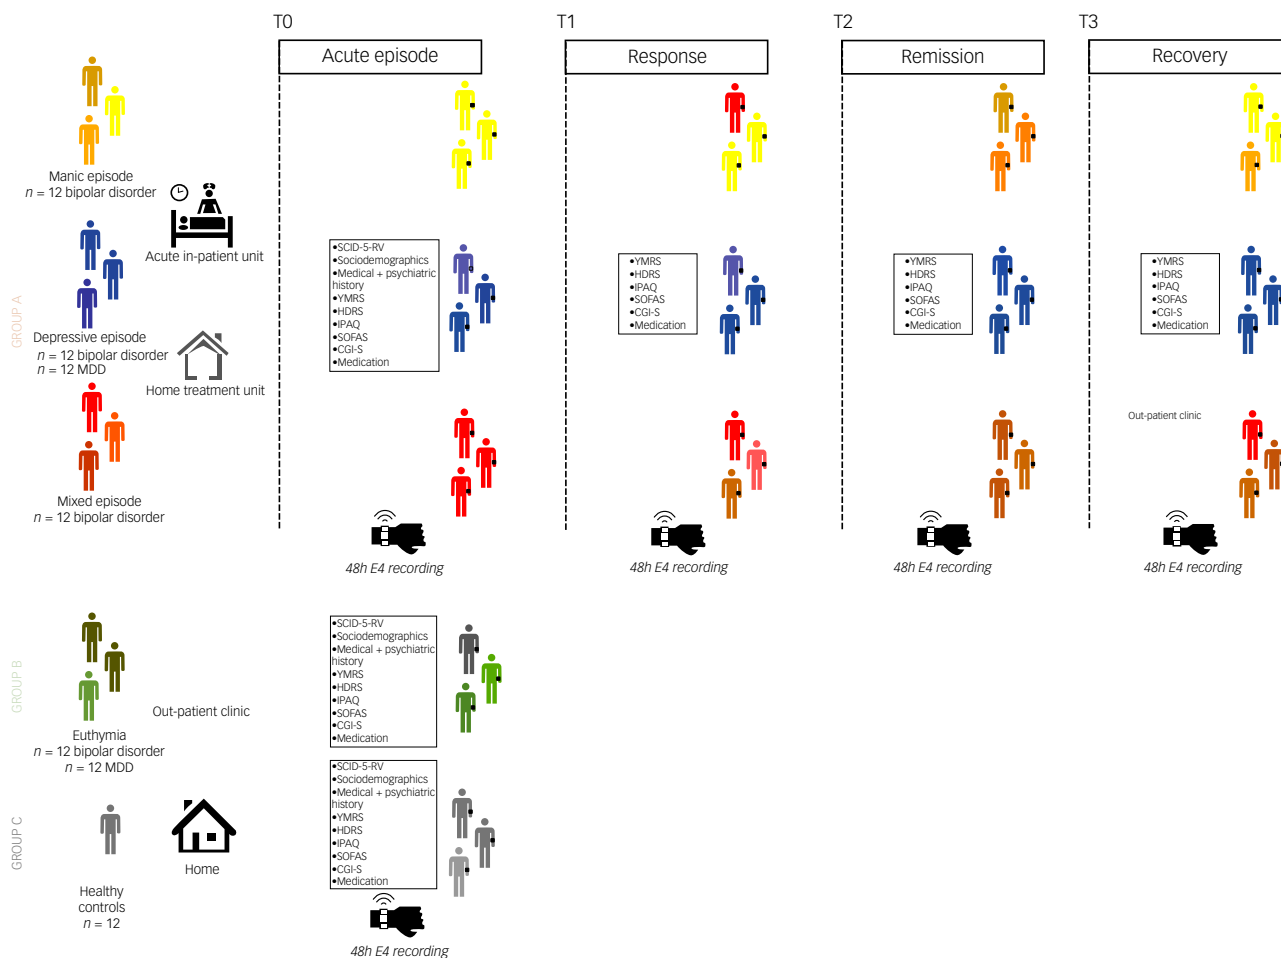 T0
T1
T2
T3
Acute episode
Response
Remission
Recovery
GROUP A
Manic episode
n = 12 bipolar disorder
Acute in-patient unit
Depressive episode
n = 12 bipolar disorder
n = 12 MDD
Home treatment unit
Mixed episode
n = 12 bipolar disorder
•SCID-5-RV
•Sociodemographics
•Medical + psychiatric
history
•YMRS
•HDRS
•IPAQ
•SOFAS
•CGI-S
•Medication
•YMRS
•HDRS
•IPAQ
•SOFAS
•CGI-S
•Medication
•YMRS
•HDRS
•IPAQ
•SOFAS
•CGI-S
•Medication
•YMRS
•HDRS
•IPAQ
•SOFAS
•CGI-S
•Medication
Out-patient clinic
48h E4 recording
48h E4 recording
48h E4 recording
48h E4 recording
GROUP B
Euthymia
n = 12 bipolar disorder
n = 12 MDD
Out-patient clinic
•SCID-5-RV
•Sociodemographics
•Medical + psychiatric
history
•YMRS
•HDRS
•IPAQ
•SOFAS
•CGI-S
•Medication
GROUP C
Healthy
controls
n = 12
Home
•SCID-5-RV
•Sociodemographics
•Medical + psychiatric
history
•YMRS
•HDRS
•IPAQ
•SOFAS
•CGI-S
•Medication
48h E4 recording